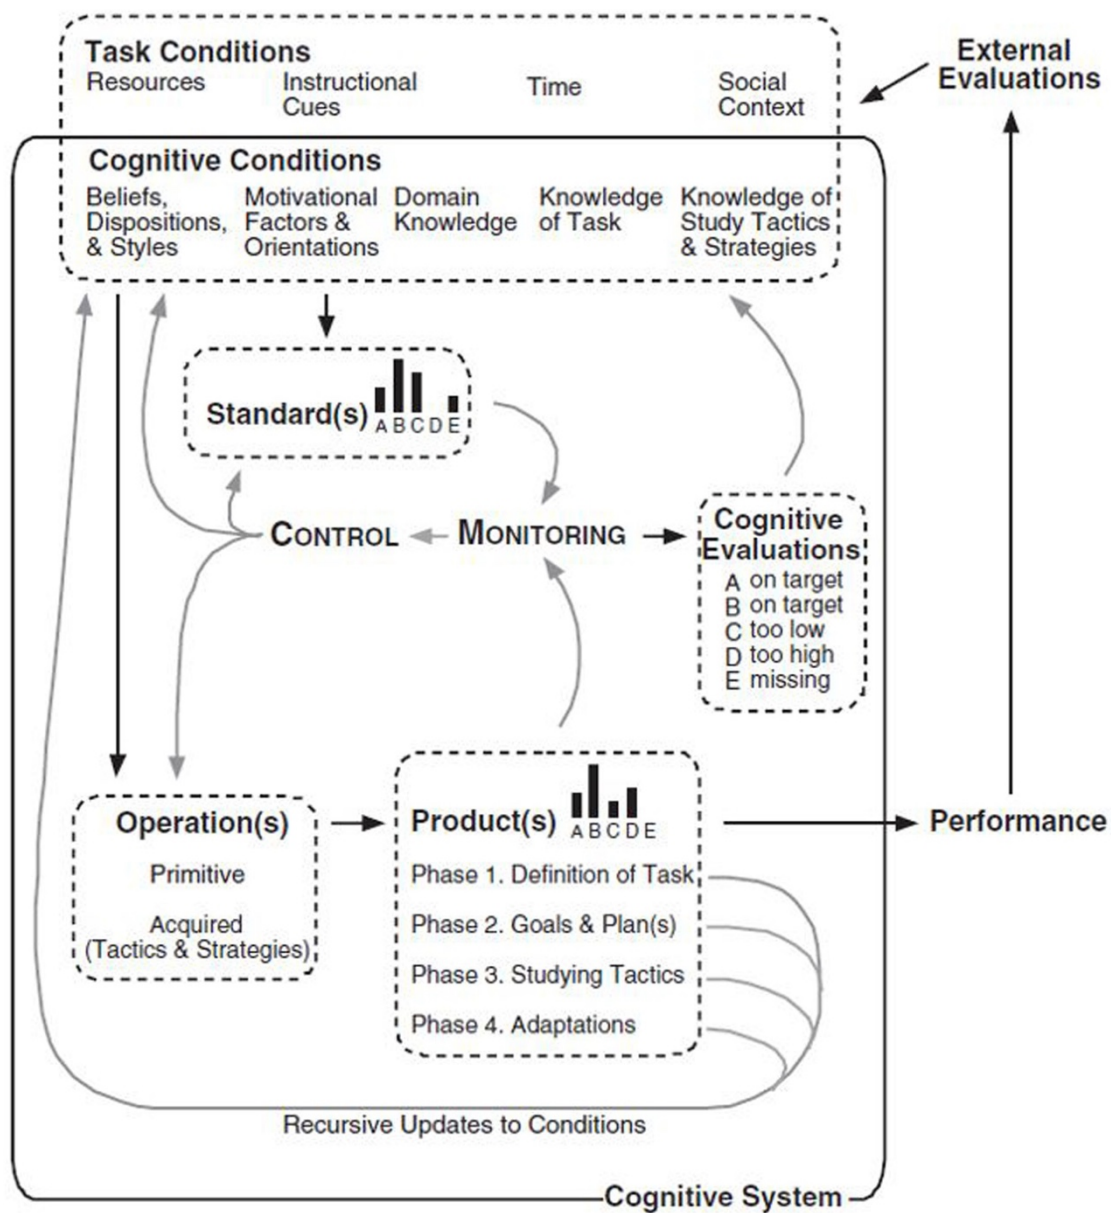 Task Conditions
Resources
Instructional
Cues
Time
Social
Context
External
Evaluations
Cognitive Conditions
Beliefs,
Dispositions,
& Styles
Motivational
Factors &
Orientations
Domain
Knowledge
Knowledge
of Task
Knowledge of
Study Tactics
& Strategies
Standard(s)
A B C D E
CONTROL
MONITORING
Cognitive
Evaluations
A on target
B on target
C too low
D too high
E missing
Operation(s)
Primitive
Acquired
(Tactics & Strategies)
Product(s)
A B C D E
Phase 1. Definition of Task
Phase 2. Goals & Plan(s)
Phase 3. Studying Tactics
Phase 4. Adaptations
Performance
Recursive Updates to Conditions
Cognitive System